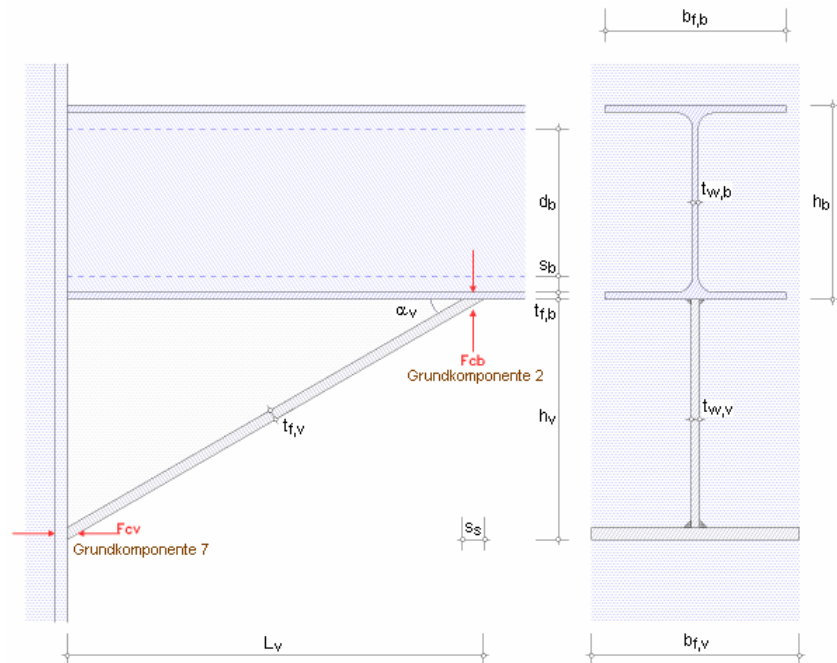 bf,b
db
tw,b
hb
sb
αv
tf,b
Fcb
Grundkomponente 2
tf,v
hv
tw,v
Fcv
ss
Grundkomponente 7
Lv
bf,v